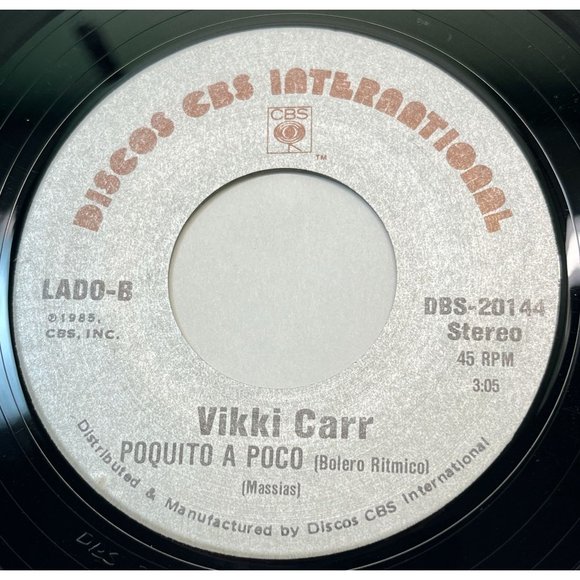 DISCOS CBS INTERNATIONAL
CBS
TM
LADO-B
℗1985,
CBS, INC.
DBS-20144
Stereo
45 RPM
3:05
Vikki Carr
POQUITO A POCO (Bolero Ritmico)
(Massias)
Distributed & Manufactured by Discos CBS International